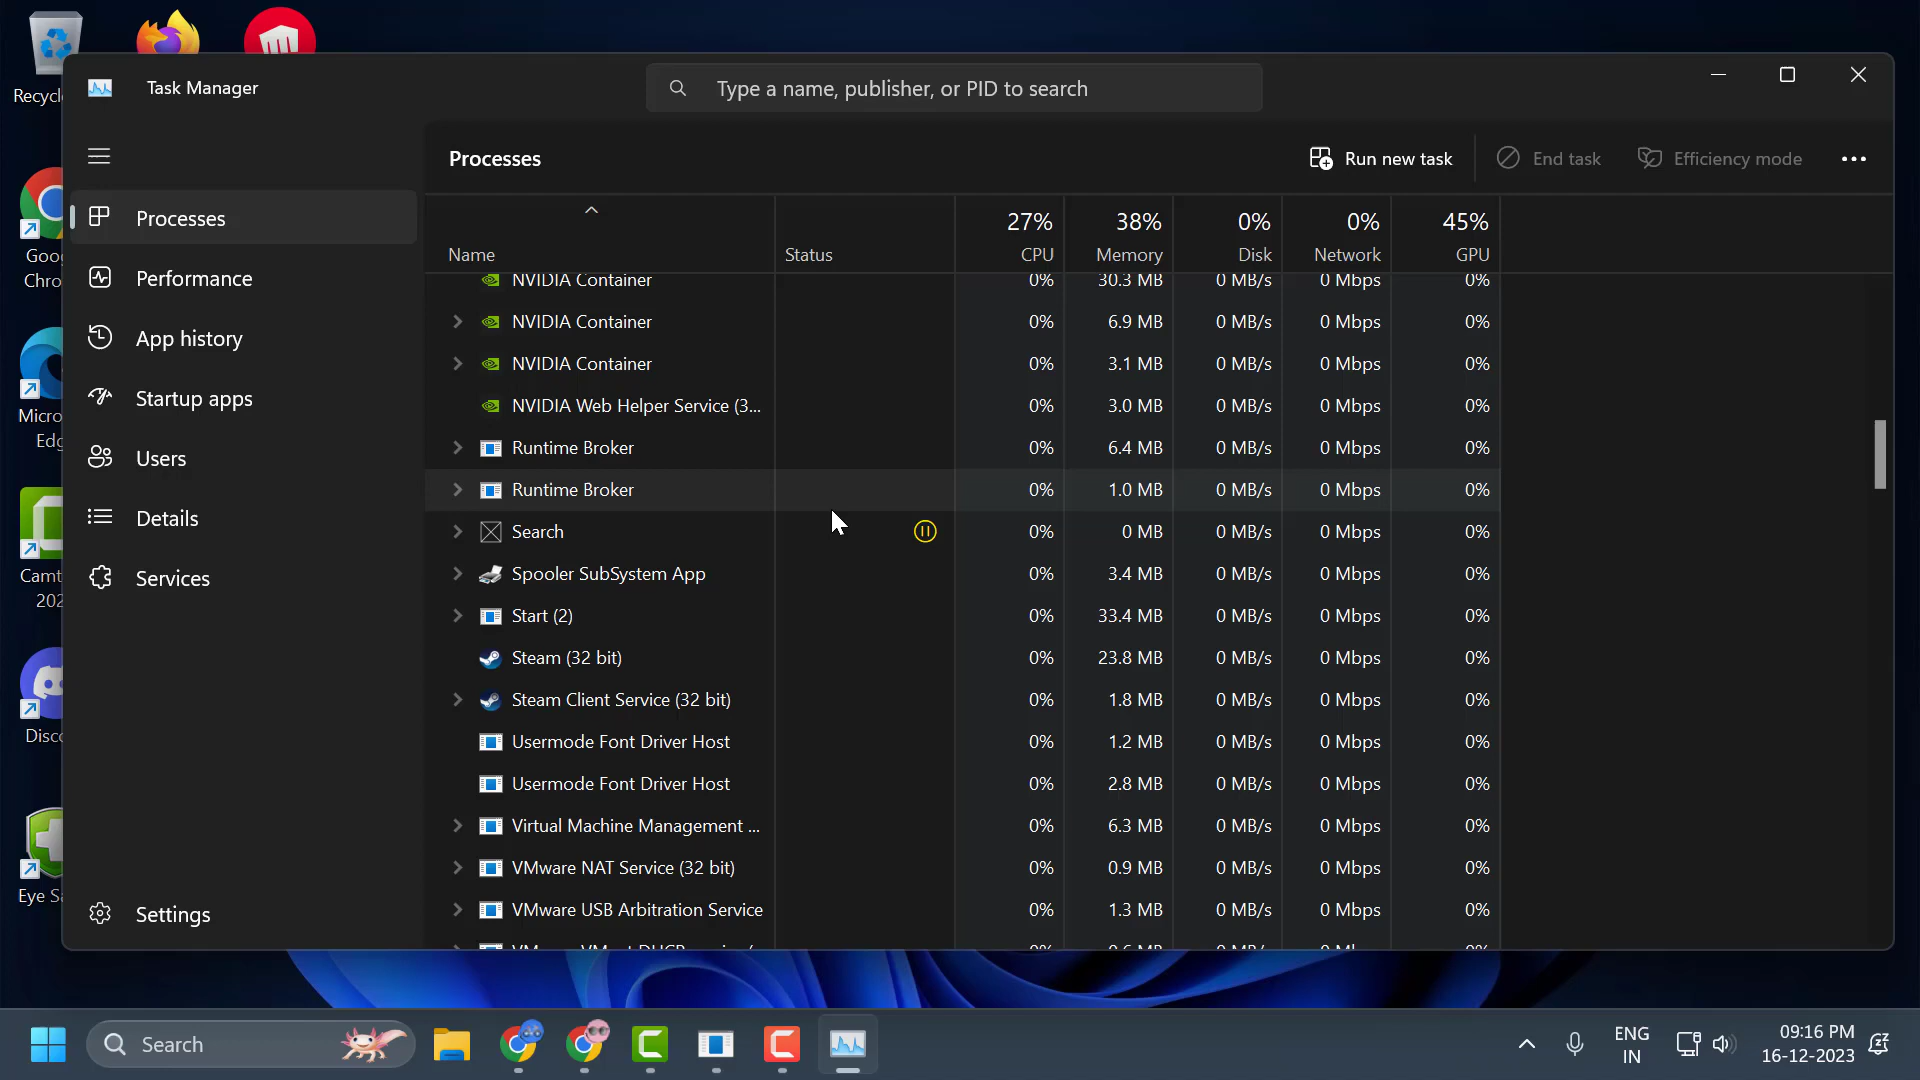 Recycl
Task Manager
Type a name, publisher, or PID to search
Processes
Run new task
End task
Efficiency mode
Goo
Chro
Micro
Edg
Camt
202
Disco
Eye Sa
Processes
Performance
App history
Startup apps
Users
Details
Services
Settings
27% 38% 0% 0% 45%
Name Status CPU Memory Disk Network GPU
NVIDIA Container 0% 30.3 MB 0 MB/s 0 Mbps 0%
NVIDIA Container 0% 6.9 MB 0 MB/s 0 Mbps 0%
NVIDIA Container 0% 3.1 MB 0 MB/s 0 Mbps 0%
NVIDIA Web Helper Service (3... 0% 3.0 MB 0 MB/s 0 Mbps 0%
Runtime Broker 0% 6.4 MB 0 MB/s 0 Mbps 0%
Runtime Broker 0% 1.0 MB 0 MB/s 0 Mbps 0%
Search 0% 0 MB 0 MB/s 0 Mbps 0%
Spooler SubSystem App 0% 3.4 MB 0 MB/s 0 Mbps 0%
Start (2) 0% 33.4 MB 0 MB/s 0 Mbps 0%
Steam (32 bit) 0% 23.8 MB 0 MB/s 0 Mbps 0%
Steam Client Service (32 bit) 0% 1.8 MB 0 MB/s 0 Mbps 0%
Usermode Font Driver Host 0% 1.2 MB 0 MB/s 0 Mbps 0%
Usermode Font Driver Host 0% 2.8 MB 0 MB/s 0 Mbps 0%
Virtual Machine Management ... 0% 6.3 MB 0 MB/s 0 Mbps 0%
VMware NAT Service (32 bit) 0% 0.9 MB 0 MB/s 0 Mbps 0%
VMware USB Arbitration Service 0% 1.3 MB 0 MB/s 0 Mbps 0%
Search
ENG
IN
09:16 PM
16-12-2023